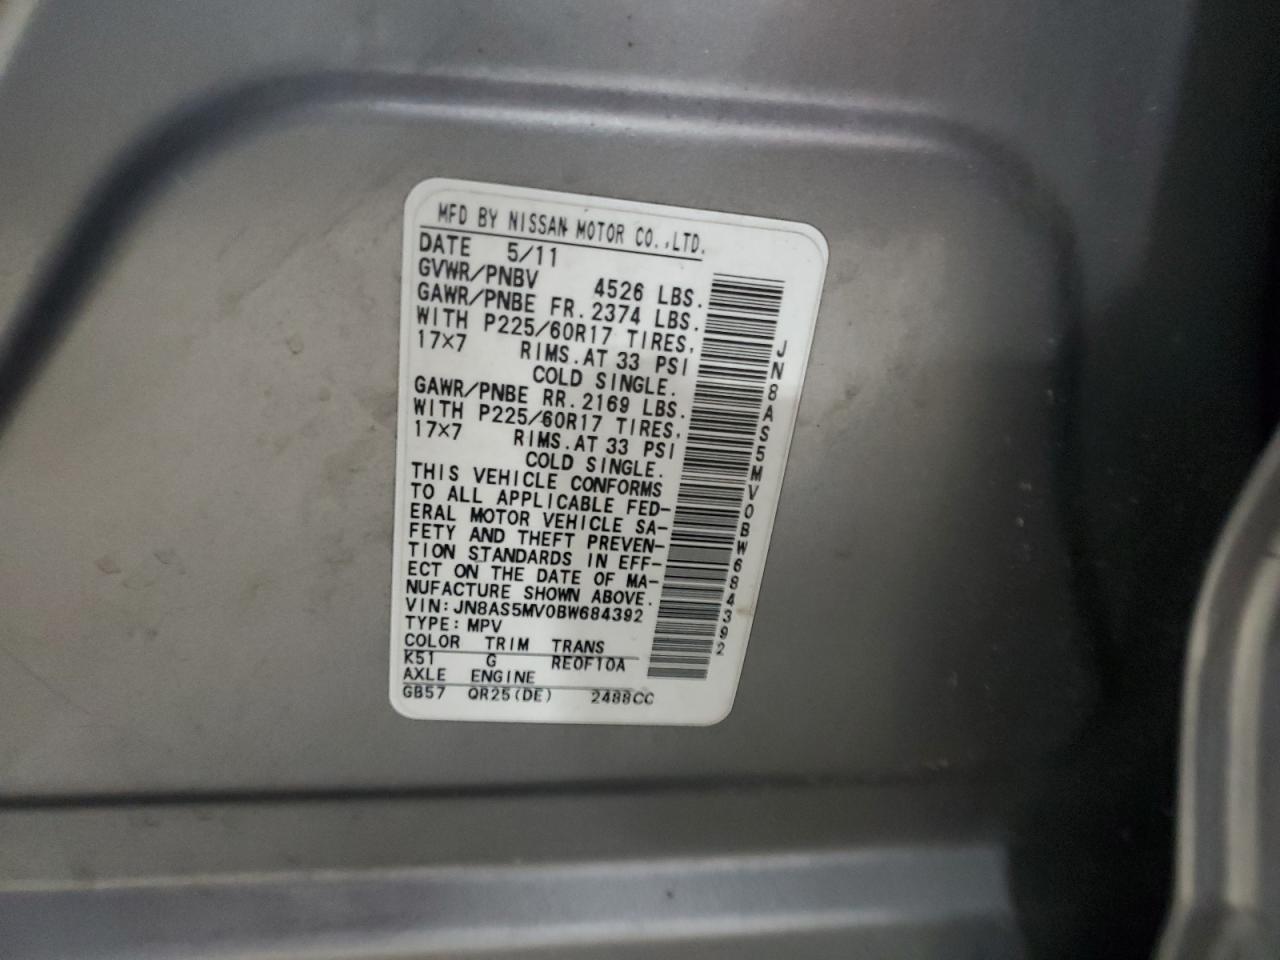 MFD BY NISSAN MOTOR CO.,LTD.
DATE 5/11
GVWR/PNBV 4526 LBS.
GAWR/PNBE FR. 2374 LBS.
WITH P225/60R17 TIRES,
17×7 RIMS.AT 33 PSI
COLD SINGLE.
GAWR/PNBE RR. 2169 LBS.
WITH P225/60R17 TIRES,
17×7 RIMS.AT 33 PSI
COLD SINGLE.
THIS VEHICLE CONFORMS
TO ALL APPLICABLE FED-
ERAL MOTOR VEHICLE SA-
FETY AND THEFT PREVEN-
TION STANDARDS IN EFF-
ECT ON THE DATE OF MA-
NUFACTURE SHOWN ABOVE.
VIN:JN8AS5MV0BW684392
TYPE:MPV
COLOR TRIM TRANS
K51 G RE0F10A
AXLE ENGINE
GB57 QR25(DE) 2488CC
JN8AS5MV0BW684392